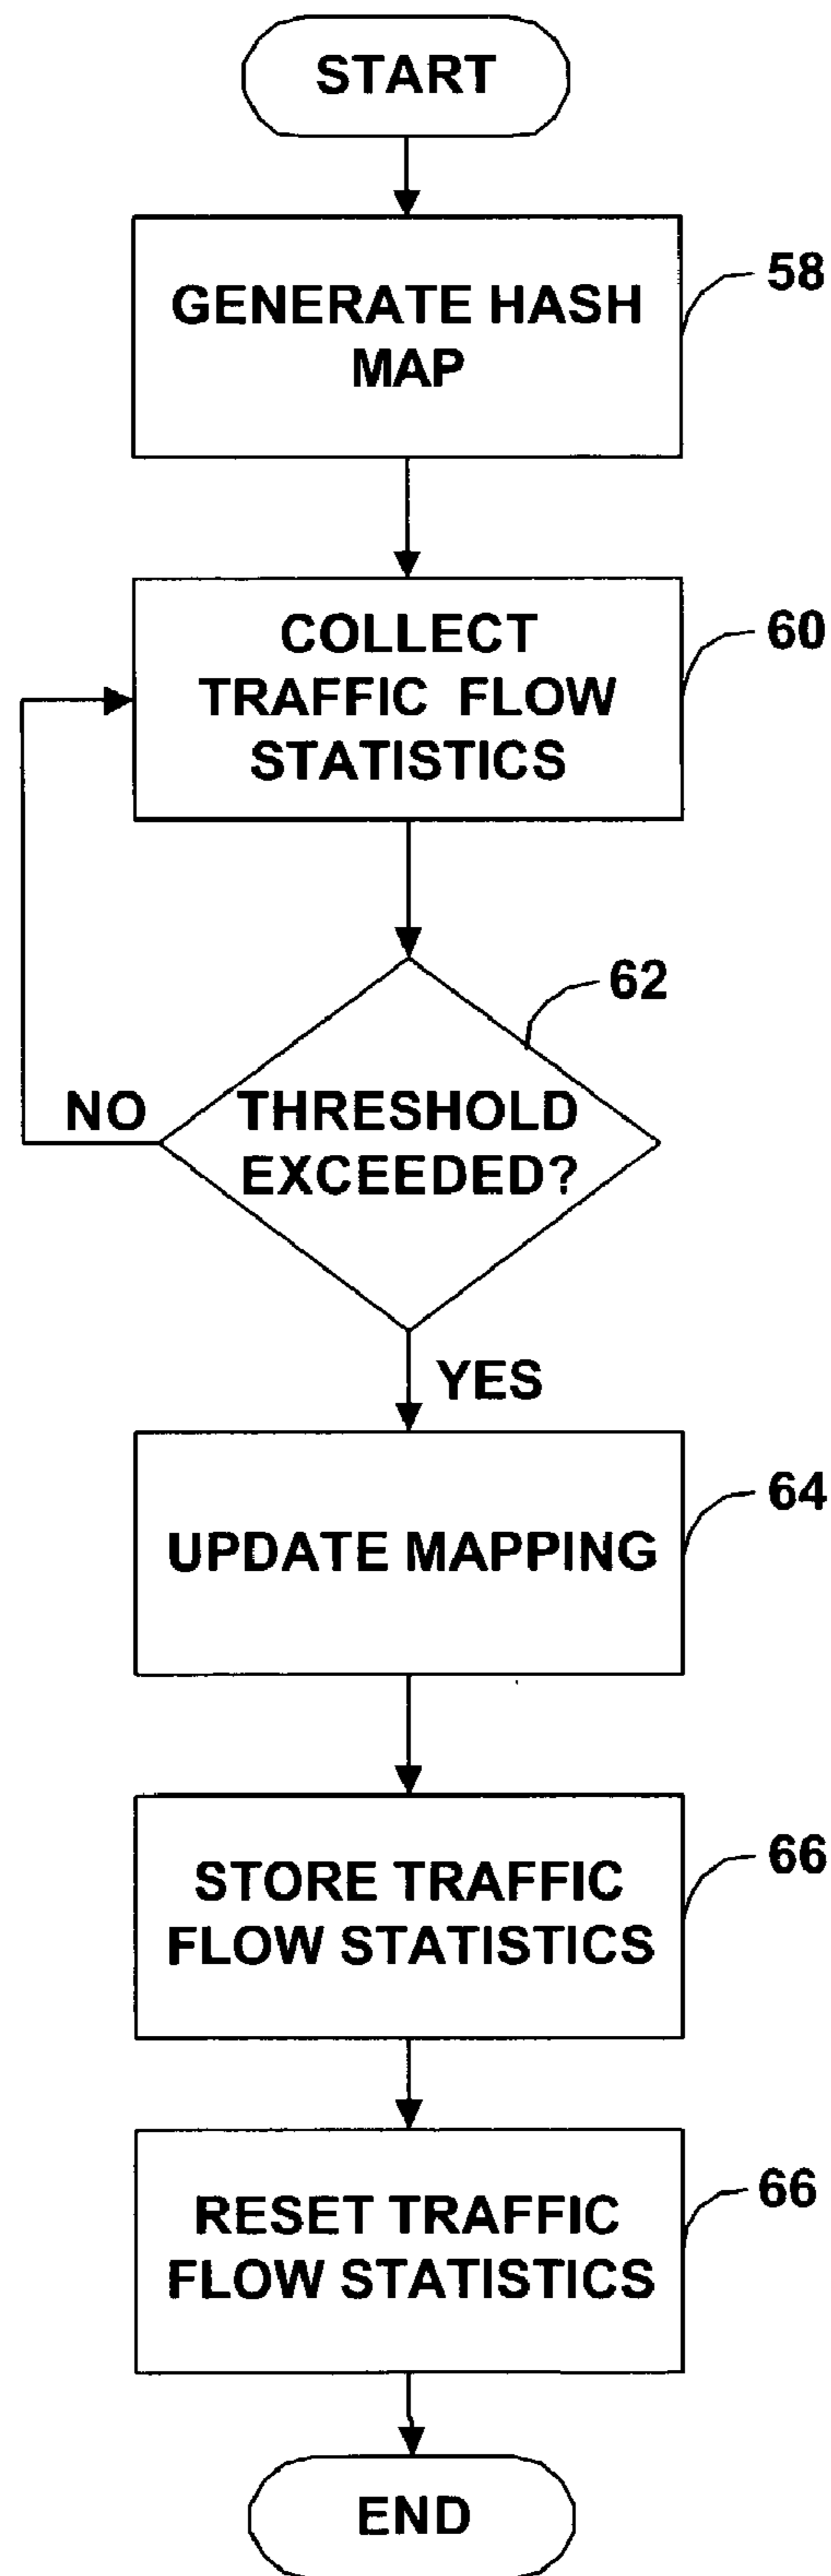 START
58
GENERATE HASH
MAP
60
COLLECT
TRAFFIC FLOW
STATISTICS
62
NO
THRESHOLD
EXCEEDED?
YES
64
UPDATE MAPPING
66
STORE TRAFFIC
FLOW STATISTICS
66
RESET TRAFFIC
FLOW STATISTICS
END